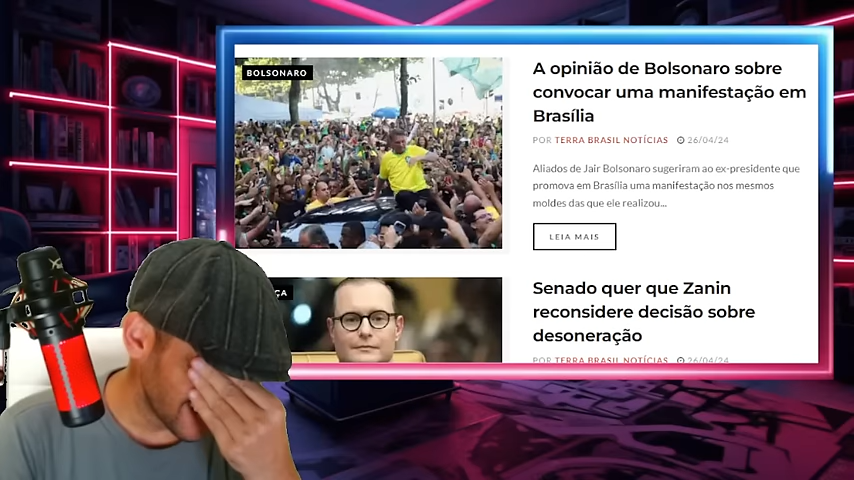 BOLSONARO
A opinião de Bolsonaro sobre
convocar uma manifestação em
Brasília
POR TERRA BRASIL NOTÍCIAS 26/04/24
Aliados de Jair Bolsonaro sugeriram ao ex-presidente que
promova em Brasília uma manifestação nos mesmos
moldes das que ele realizou...
LEIA MAIS
Senado quer que Zanin
reconsidere decisão sobre
desoneração
POR TERRA BRASIL NOTÍCIAS 26/04/24